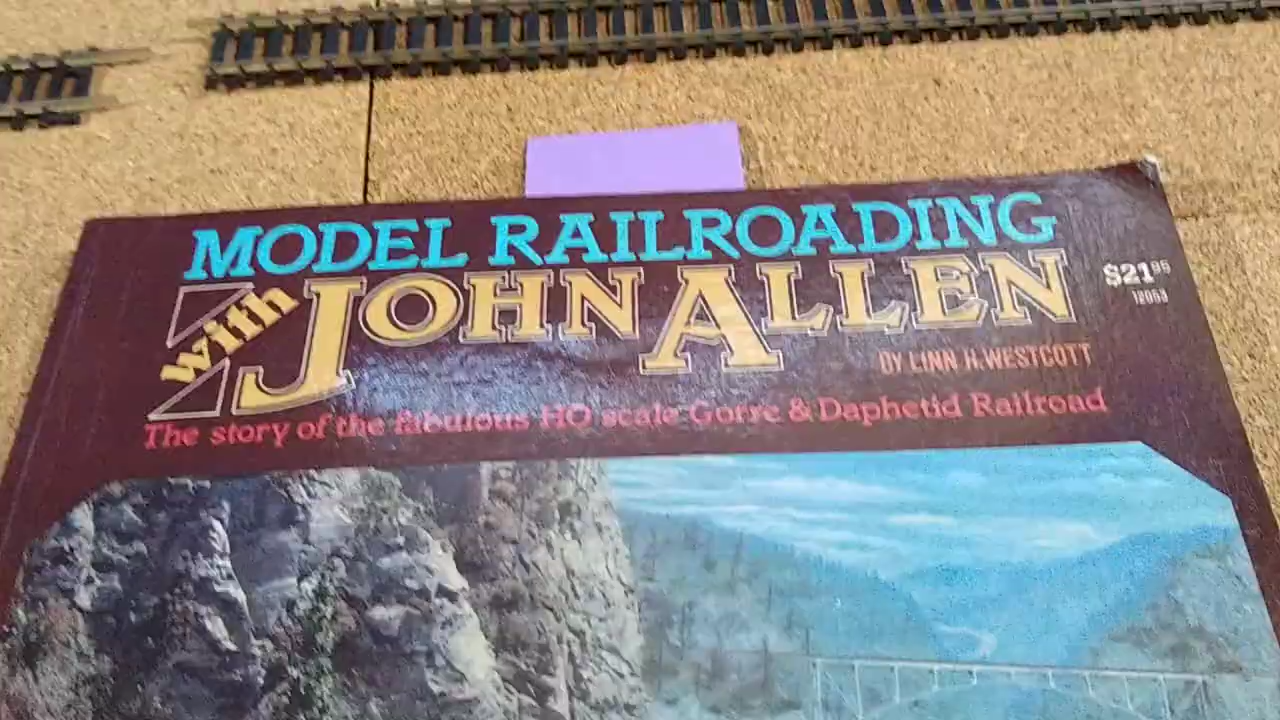 MODEL RAILROADING
with JOHN ALLEN
$21 95
12053
BY LINN H. WESTCOTT
The story of the fabulous HO scale Gorre & Daphetid Railroad